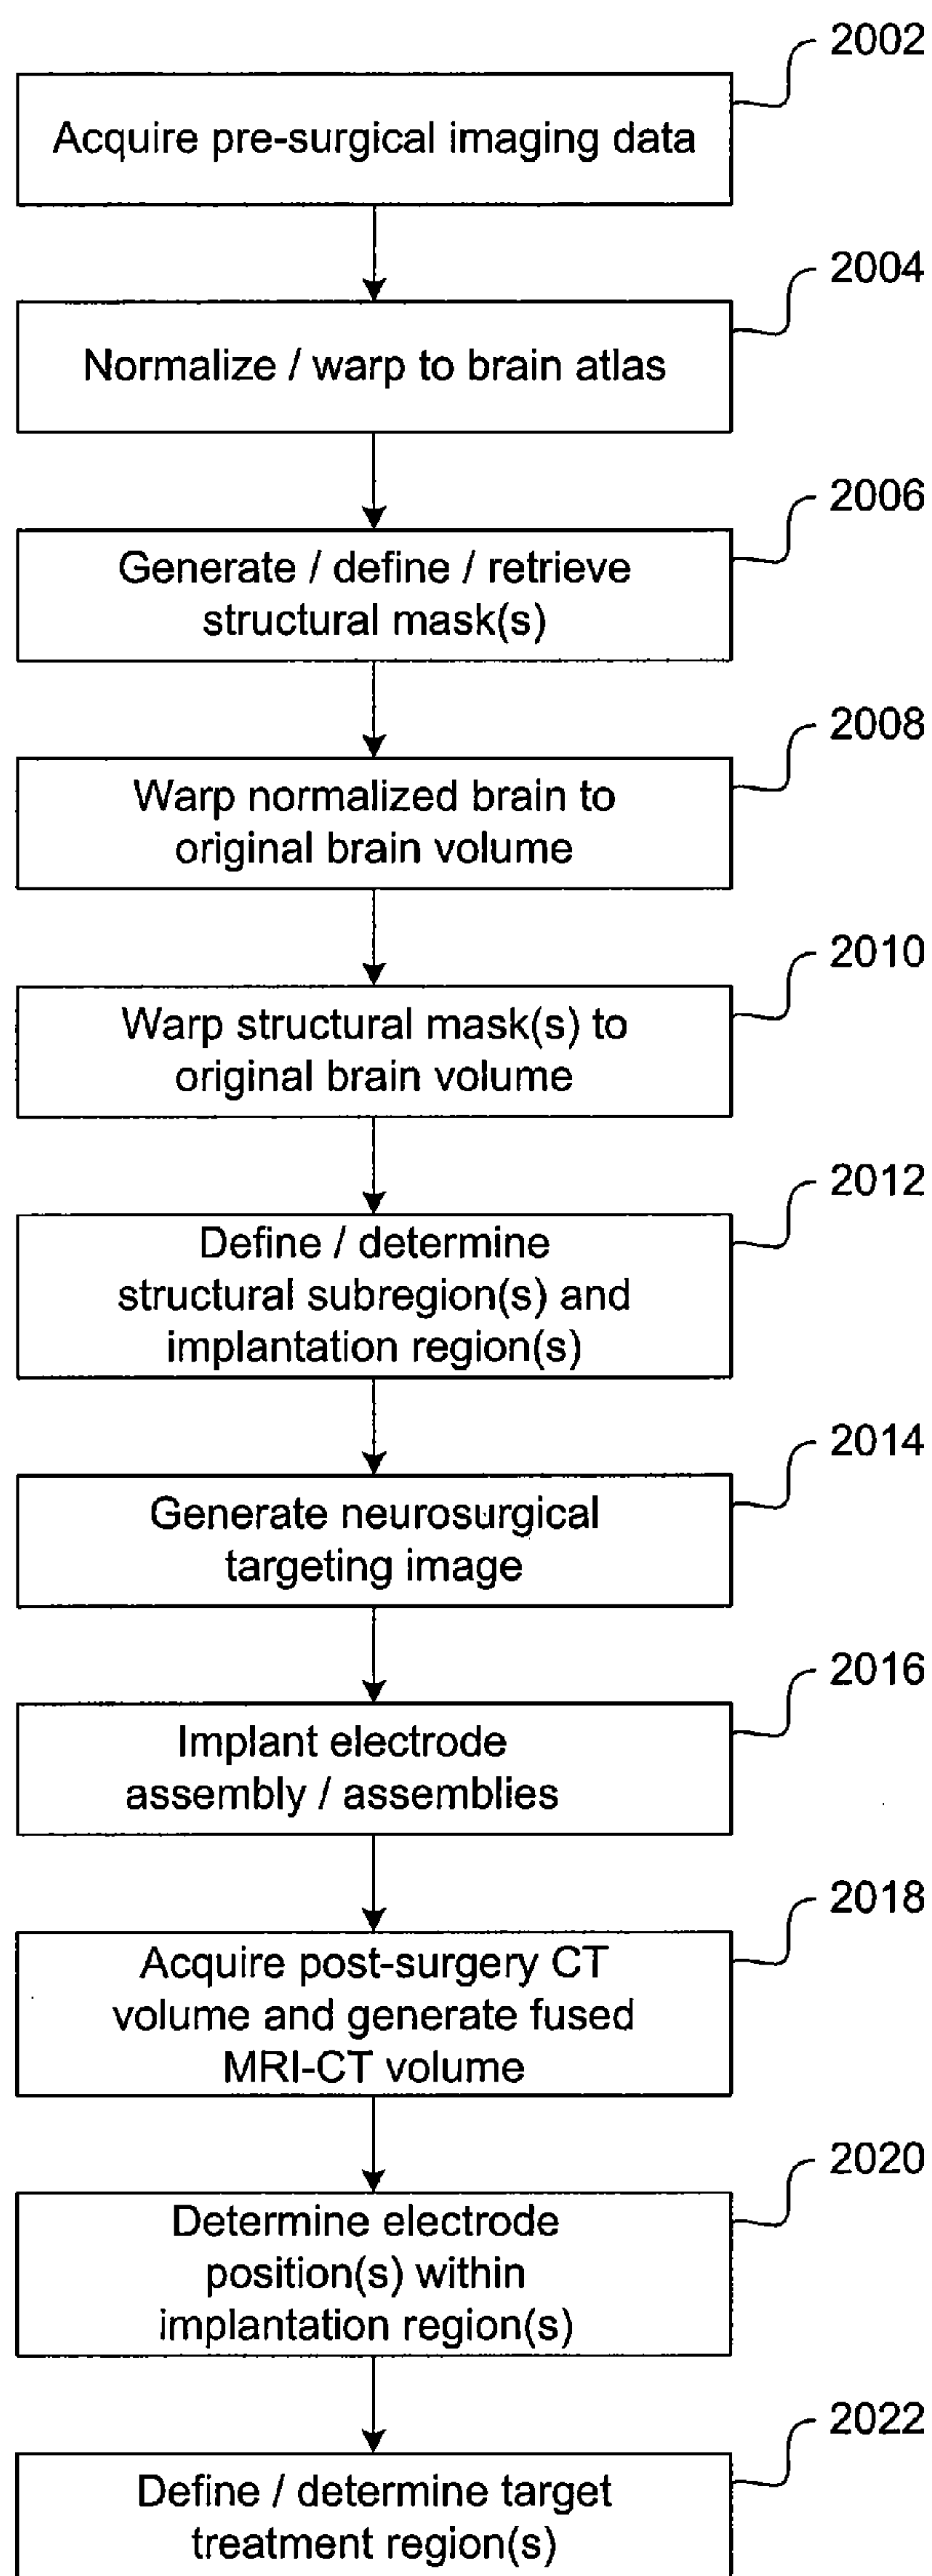 2002
Acquire pre-surgical imaging data
2004
Normalize / warp to brain atlas
2006
Generate / define / retrieve
structural mask(s)
2008
Warp normalized brain to
original brain volume
2010
Warp structural mask(s) to
original brain volume
2012
Define / determine
structural subregion(s) and
implantation region(s)
2014
Generate neurosurgical
targeting image
2016
Implant electrode
assembly / assemblies
2018
Acquire post-surgery CT
volume and generate fused
MRI-CT volume
2020
Determine electrode
position(s) within
implantation region(s)
2022
Define / determine target
treatment region(s)